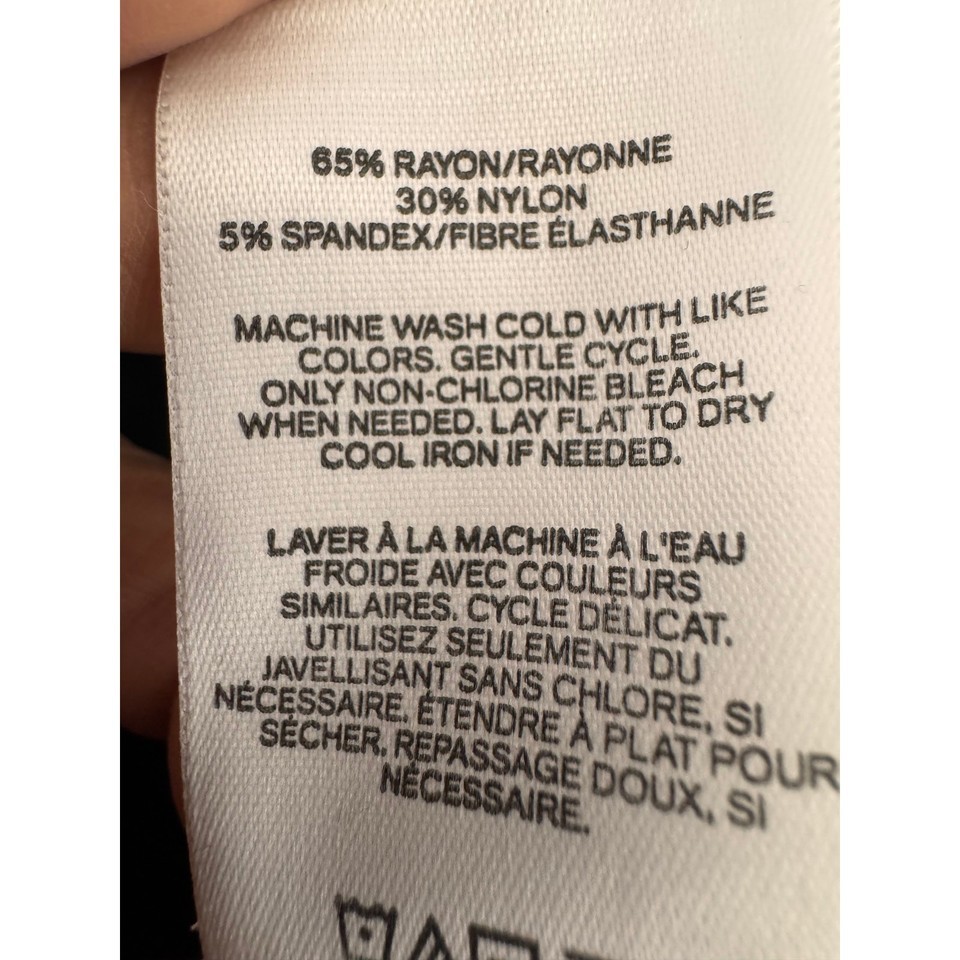 65% RAYON/RAYONNE
30% NYLON
5% SPANDEX/FIBRE ÉLASTHANNE
MACHINE WASH COLD WITH LIKE
COLORS. GENTLE CYCLE.
ONLY NON-CHLORINE BLEACH
WHEN NEEDED. LAY FLAT TO DRY
COOL IRON IF NEEDED.
LAVER À LA MACHINE À L'EAU
FROIDE AVEC COULEURS
SIMILAIRES. CYCLE DÉLICAT.
UTILISEZ SEULEMENT DU
JAVELLISANT SANS CHLORE, SI
NÉCESSAIRE. ÉTENDRE À PLAT POUR
SÉCHER. REPASSAGE DOUX, SI
NÉCESSAIRE.